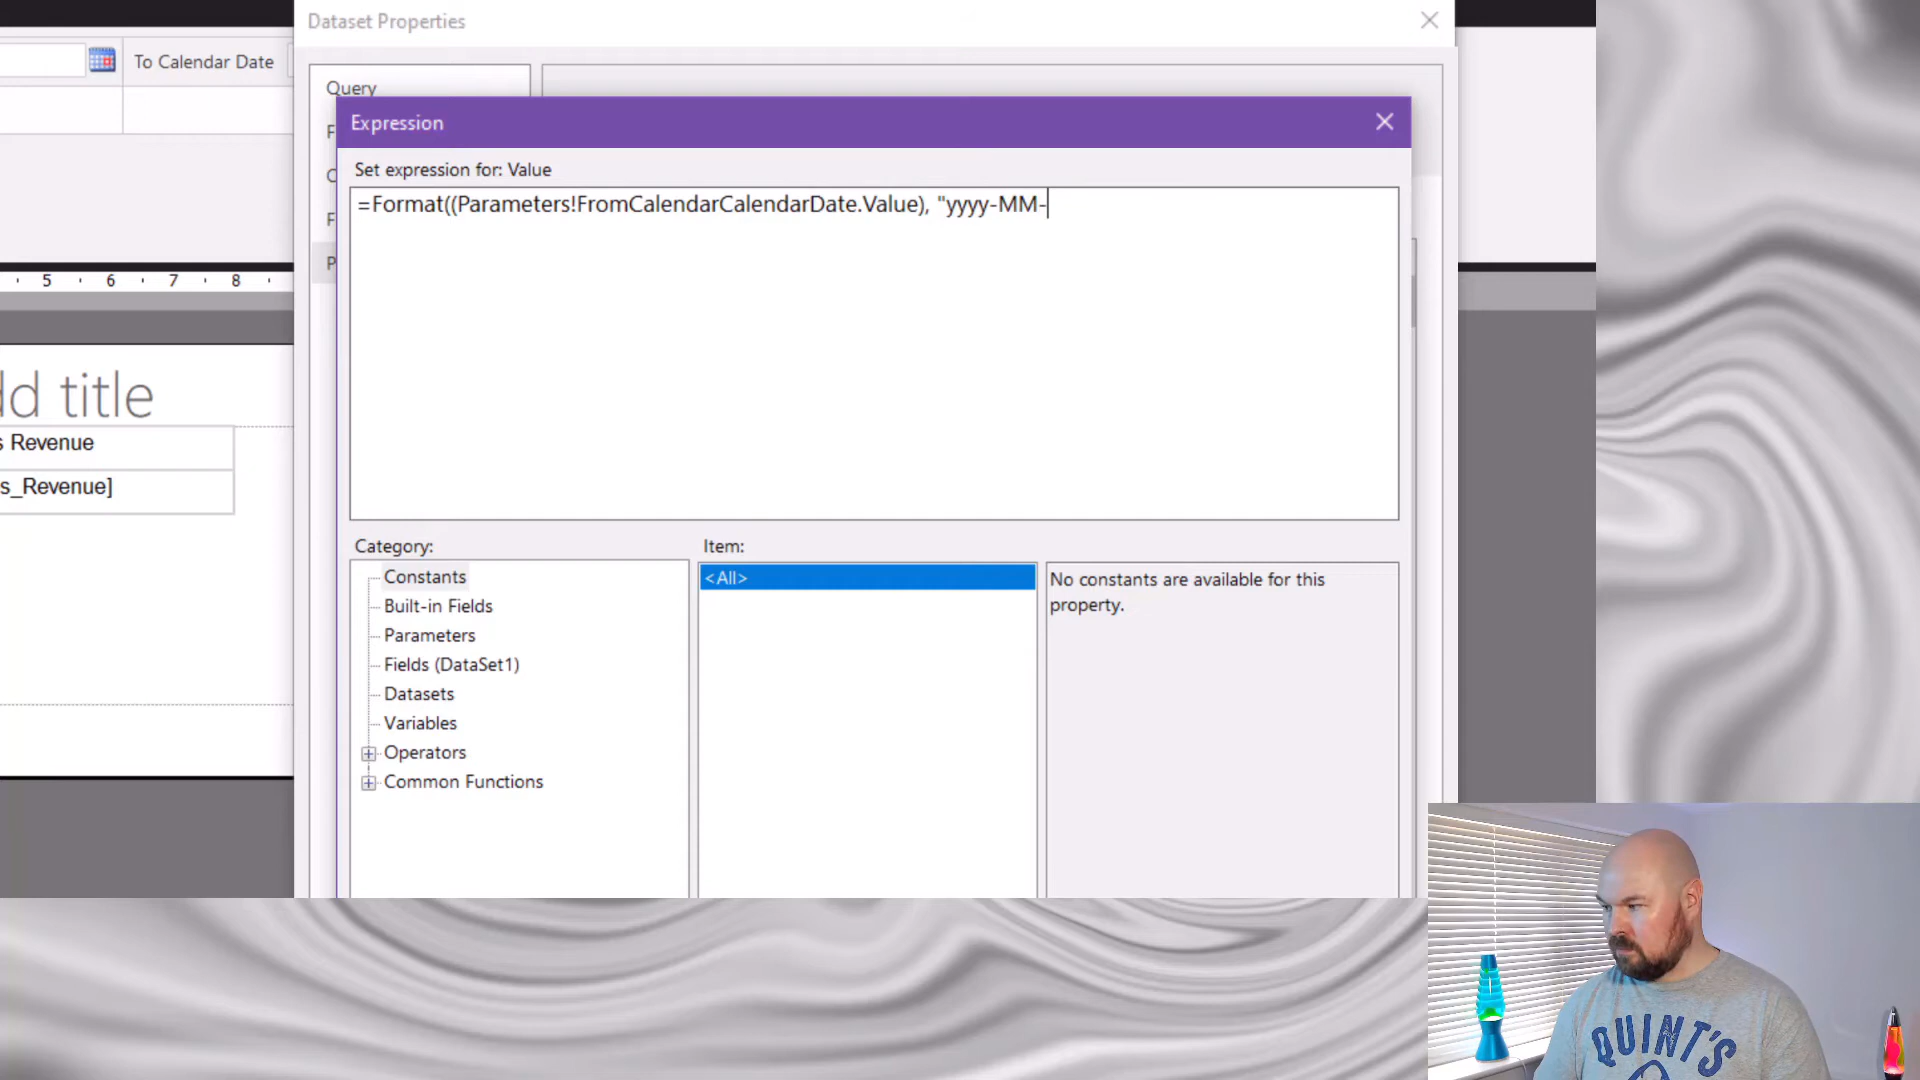 Dataset Properties
To Calendar Date
Query
F
C
F
P
Expression
Set expression for: Value
=Format((Parameters!FromCalendarCalendarDate.Value), "yyyy-MM-
5 6 7 8
dd title
s Revenue
s_Revenue]
Category:
Item:
Constants
Built-in Fields
Parameters
Fields (DataSet1)
Datasets
Variables
Operators
Common Functions
<All>
No constants are available for this
property.
QUINT'S